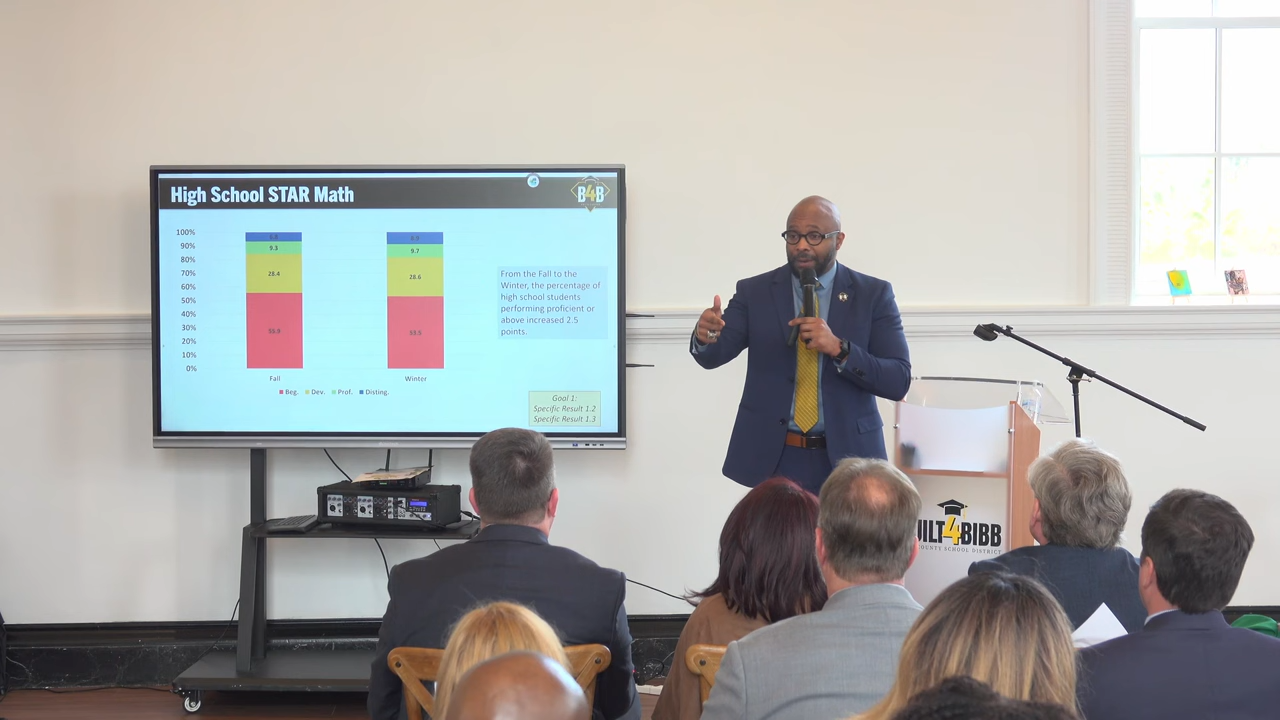 High School STAR Math
B4B
100%
90%
80%
70%
60%
50%
40%
30%
20%
10%
0%
9.3
28.4
9.7
28.6
Fall
Winter
Beg. Dev. Prof. Disting.
From the Fall to the
Winter, the percentage of
high school students
performing proficient or
above increased 2.5
points.
Goal 1:
Specific Result 1.2
Specific Result 1.3
UILT4BIBB
OUNTY SCHOOL DISTRICT